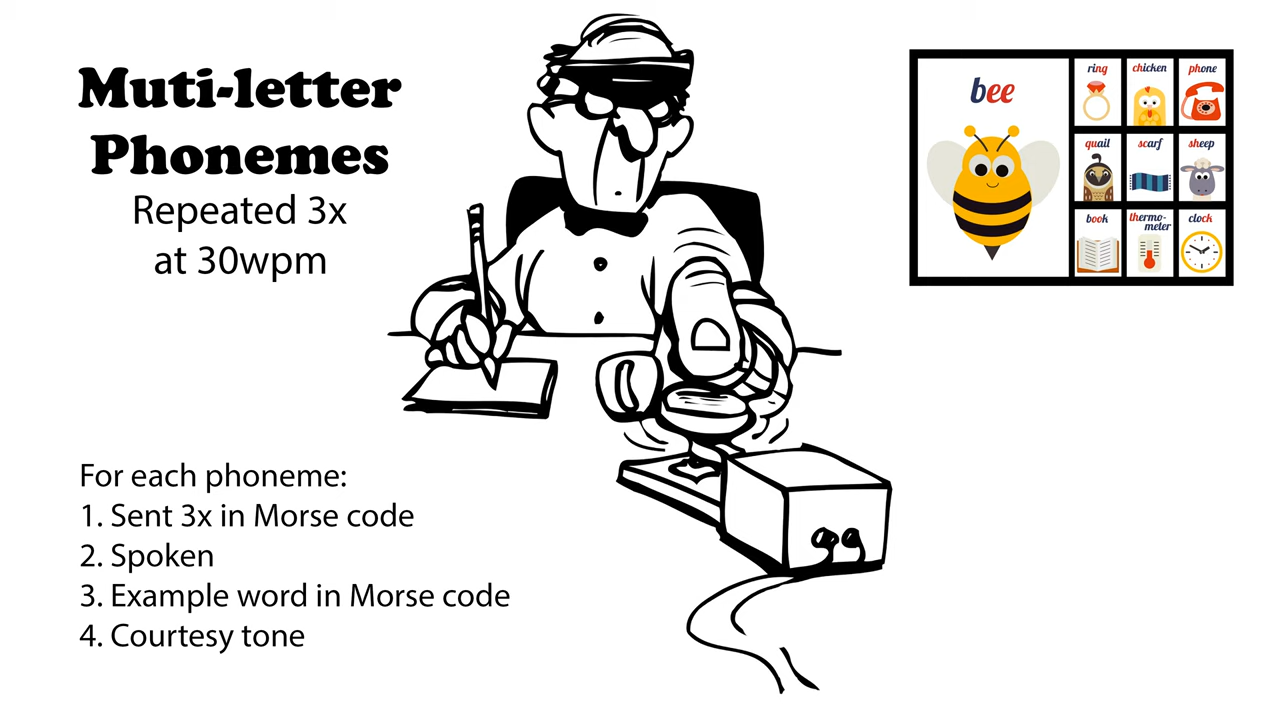 Muti-letter
Phonemes
Repeated 3x
at 30wpm
bee
ring
chicken
phone
quail
scarf
sheep
book
thermo-
meter
clock
For each phoneme:
1. Sent 3x in Morse code
2. Spoken
3. Example word in Morse code
4. Courtesy tone